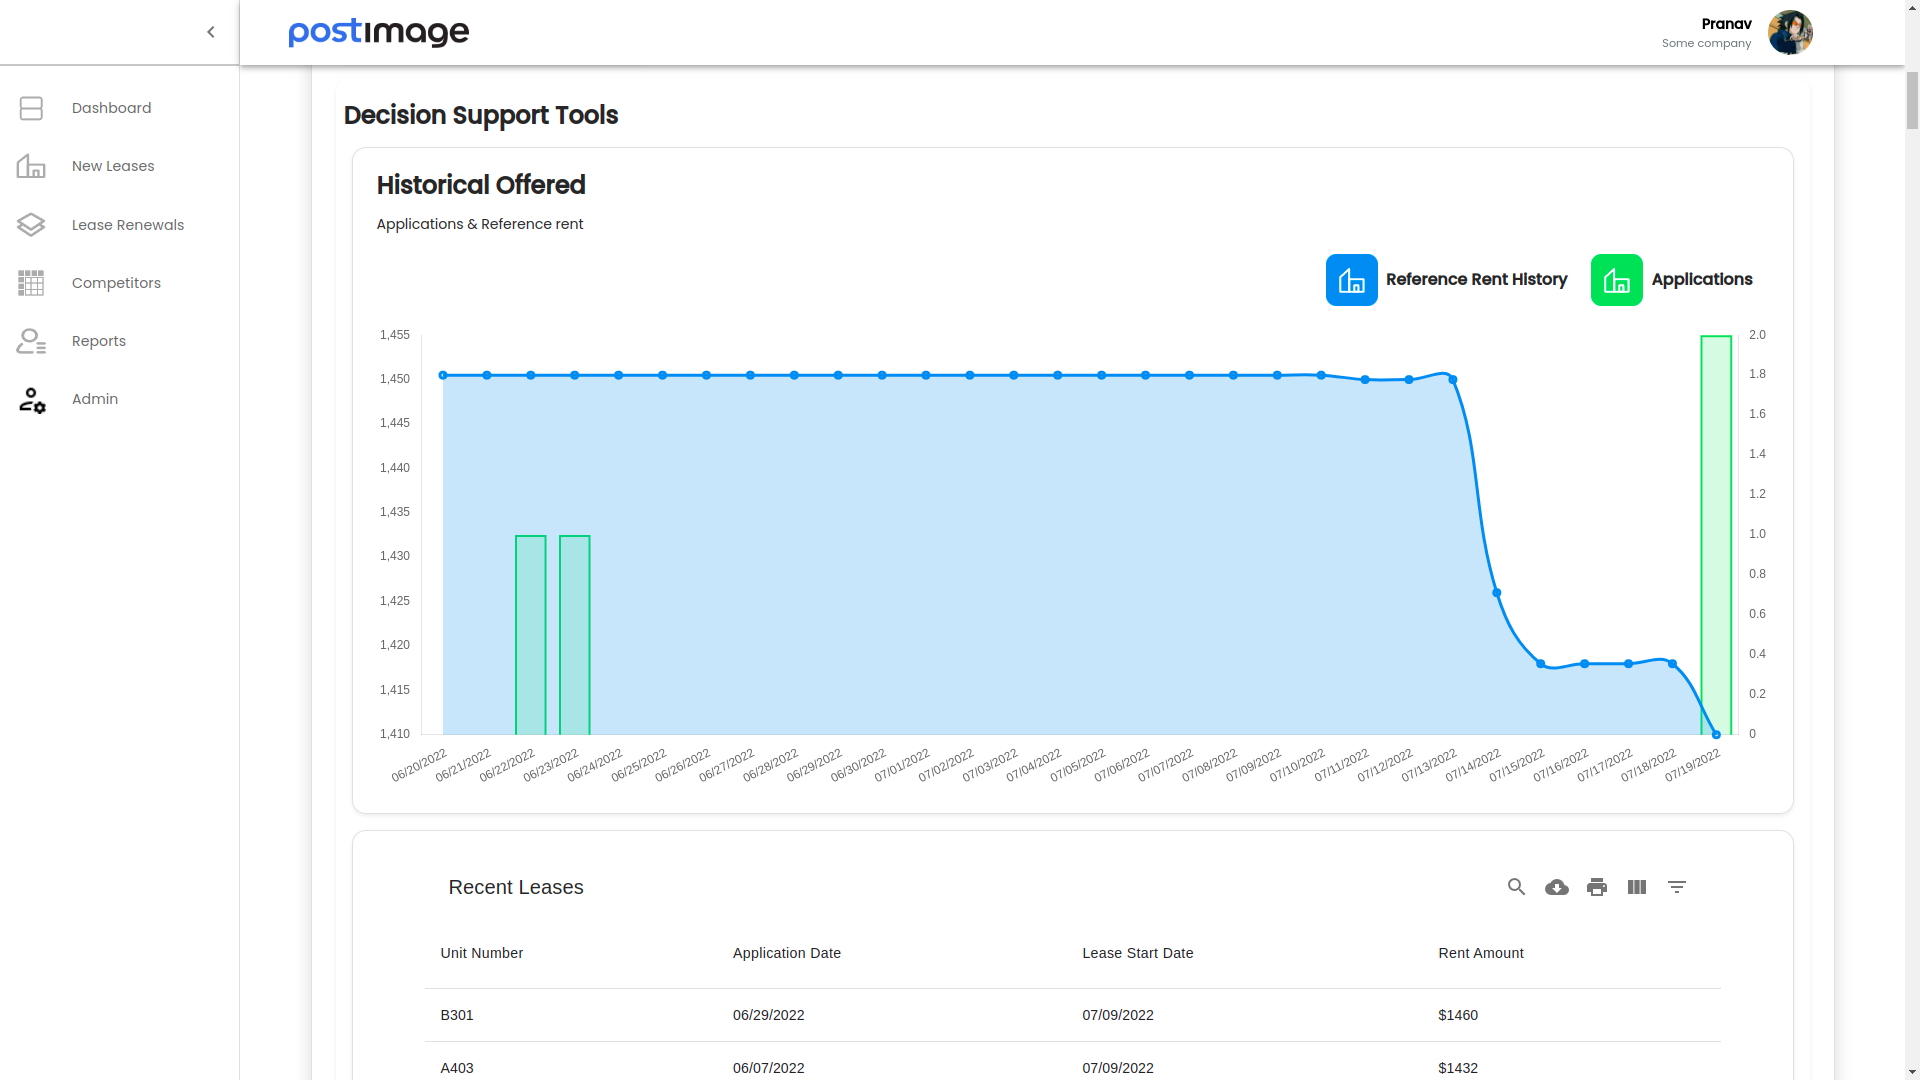 postimage
Pranav
Some company
Dashboard
New Leases
Lease Renewals
Competitors
Reports
Admin
Decision Support Tools
Historical Offered
Applications & Reference rent
Reference Rent History
Applications
1,455
1,450
1,445
1,440
1,435
1,430
1,425
1,420
1,415
1,410
2.0
1.8
1.6
1.4
1.2
1.0
0.8
0.6
0.4
0.2
0
06/20/2022 06/21/2022 06/22/2022 06/23/2022 06/24/2022 06/25/2022 06/26/2022 06/27/2022 06/28/2022 06/29/2022 06/30/2022 07/01/2022 07/02/2022 07/03/2022 07/04/2022 07/05/2022 07/06/2022 07/07/2022 07/08/2022 07/09/2022 07/10/2022 07/11/2022 07/12/2022 07/13/2022 07/14/2022 07/15/2022 07/16/2022 07/17/2022 07/18/2022 07/19/2022
Recent Leases
Unit Number Application Date Lease Start Date Rent Amount
B301 06/29/2022 07/09/2022 $1460
A403 06/07/2022 07/09/2022 $1432